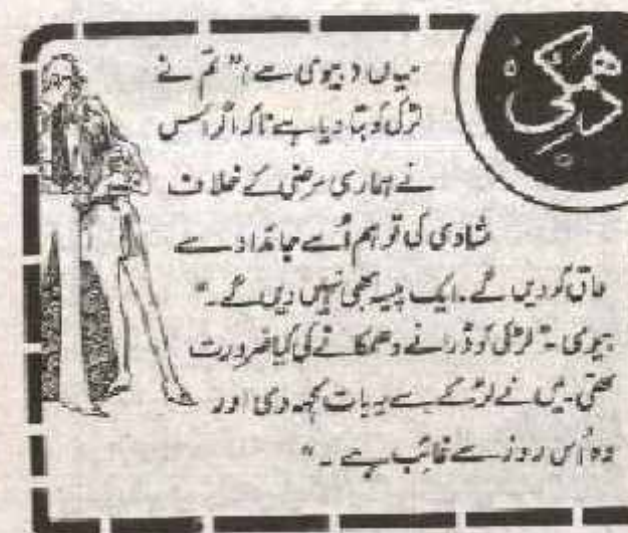 دھمکی
میاں (بیوی سے) "تم نے
لڑکی کو بتا دیا ہے ناکہ اگر اس
نے ہماری مرضی کے خلاف
شادی کی تو ہم اُسے جائداد سے
عاق کر دیں گے۔ ایک پیسہ بھی نہیں دیں گے۔"
بیوی۔ "لڑکی کو ڈرانے دھمکانے کی کیا ضرورت
تھی۔ میں نے لڑکے سے یہ بات کہہ دی اور
وہ اُس روز سے غائب ہے۔"